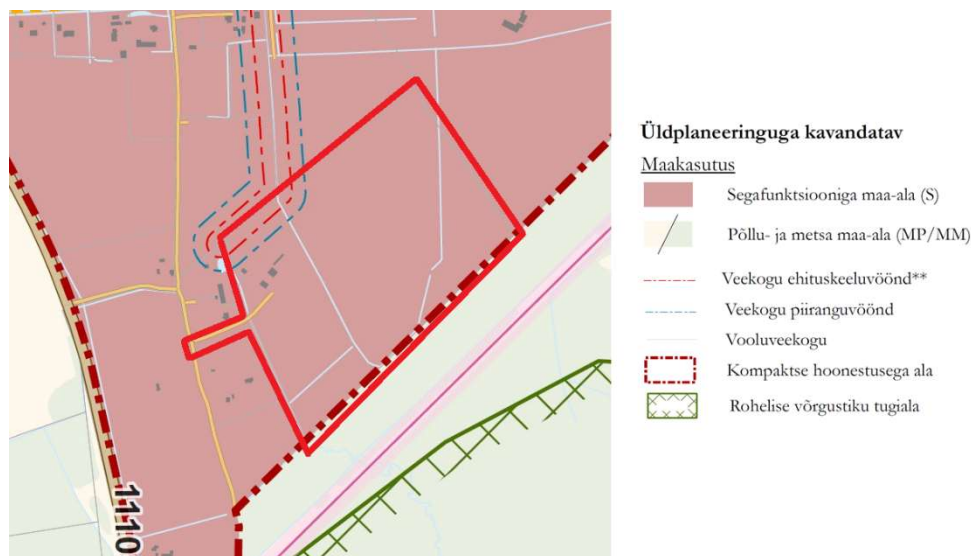 Üldplaneeringuga kavandatav
Maakasutus
Segafunktsiooniga maa-ala (S)
Põllu- ja metsa maa-ala (MP/MM)
Veekogu ehituskeeluvöönd**
Veekogu piiranguvöönd
Vooluveekogu
Kompaktse hoonestusega ala
Rohelise võrgustiku tugiala
1110